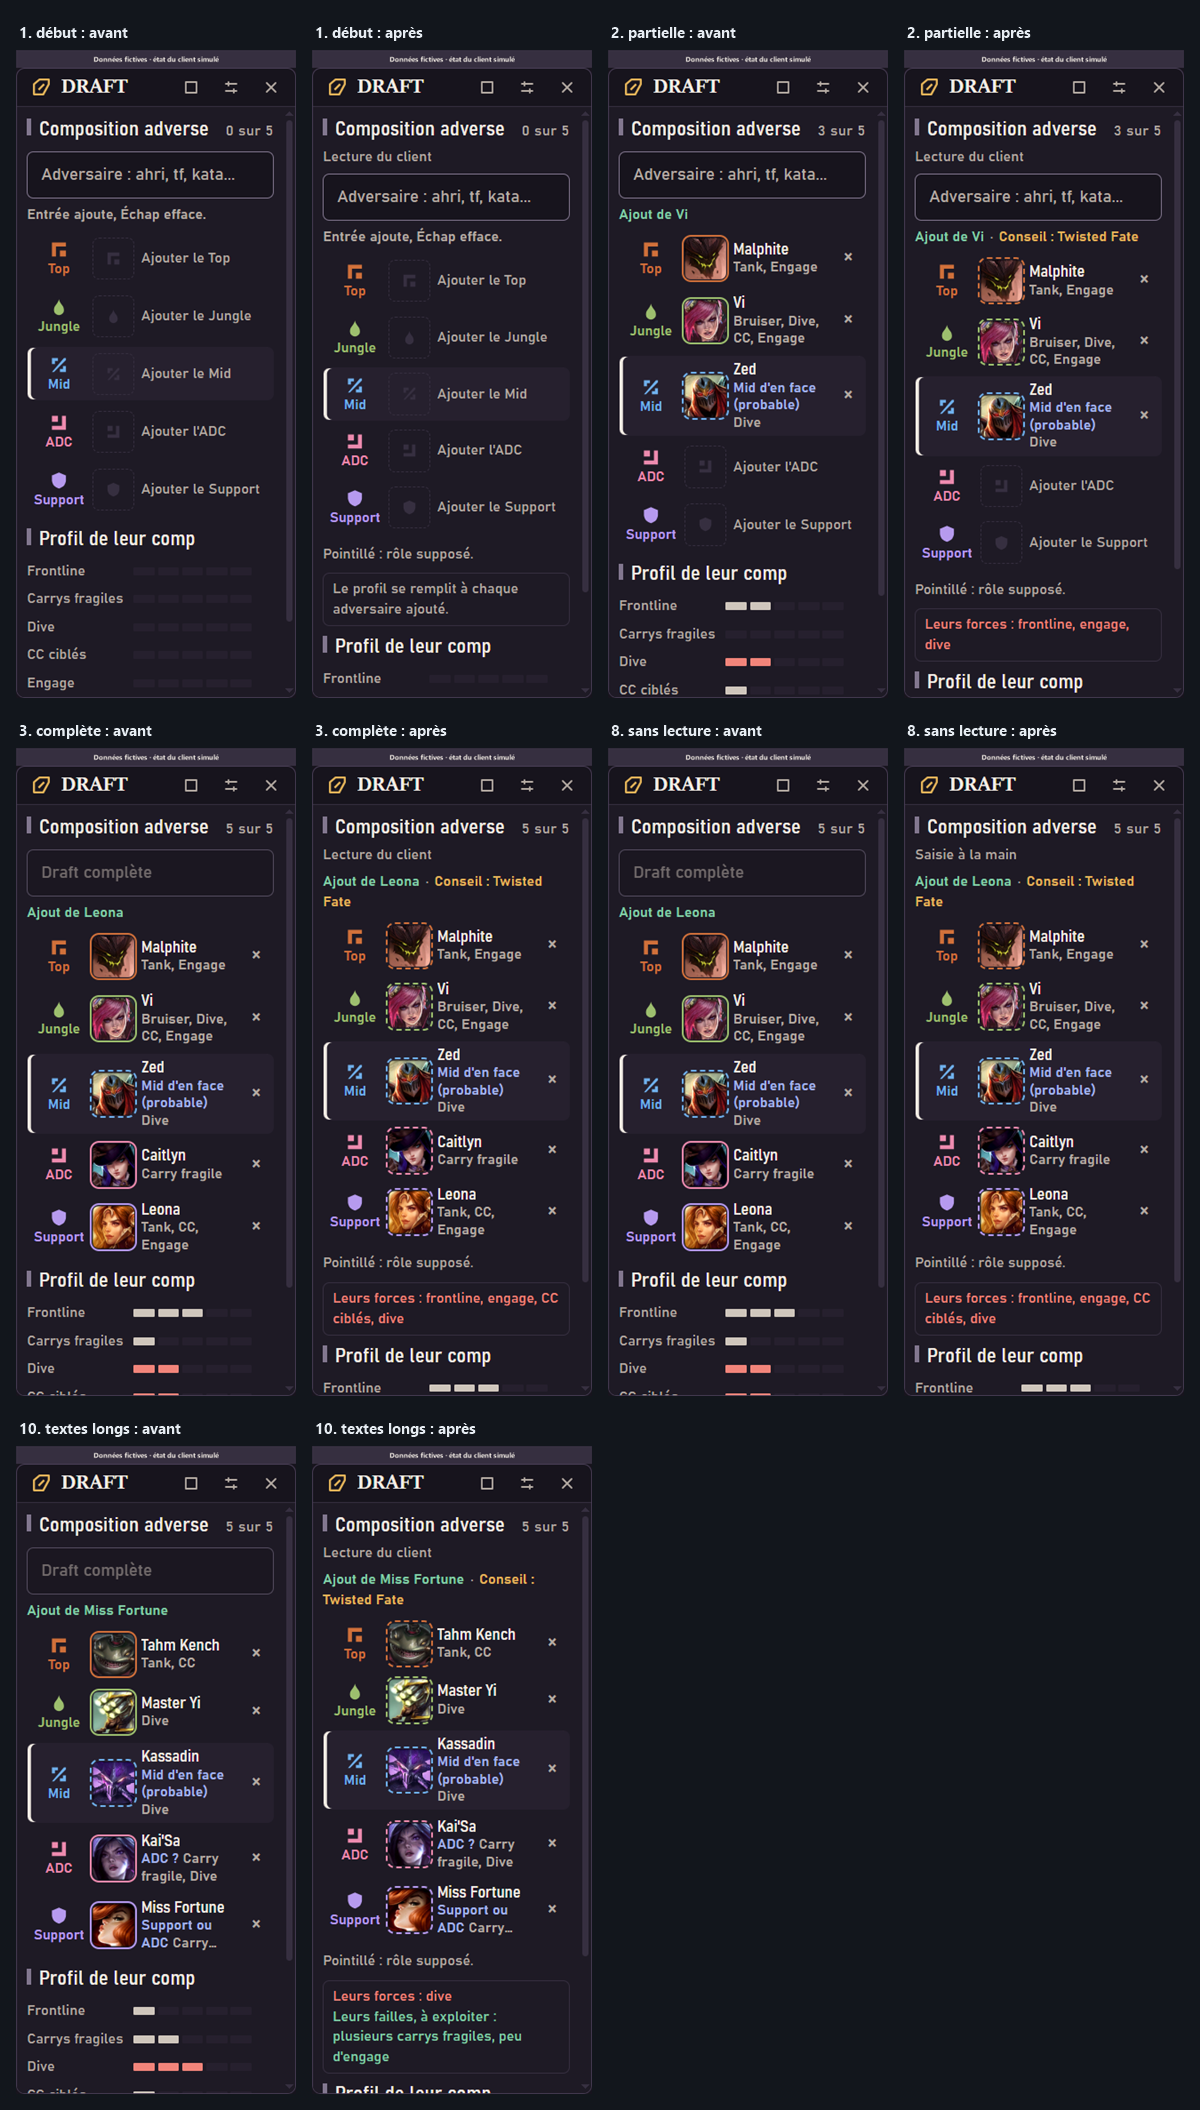 1. début : avant
Données fictives · état du client simulé
DRAFT
Composition adverse 0 sur 5
Adversaire : ahri, tf, kata...
Entrée ajoute, Échap efface.
Top Ajouter le Top
Jungle Ajouter le Jungle
Mid Ajouter le Mid
ADC Ajouter l'ADC
Support Ajouter le Support
Profil de leur comp
Frontline
Carrys fragiles
Dive
CC ciblés
Engage
1. début : après
Données fictives · état du client simulé
DRAFT
Composition adverse 0 sur 5
Lecture du client
Adversaire : ahri, tf, kata...
Entrée ajoute, Échap efface.
Top Ajouter le Top
Jungle Ajouter le Jungle
Mid Ajouter le Mid
ADC Ajouter l'ADC
Support Ajouter le Support
Pointillé : rôle supposé.
Le profil se remplit à chaque
adversaire ajouté.
Profil de leur comp
Frontline
2. partielle : avant
Données fictives · état du client simulé
DRAFT
Composition adverse 3 sur 5
Adversaire : ahri, tf, kata...
Ajout de Vi
Top
Malphite
Tank, Engage ×
Jungle
Vi
Bruiser, Dive,
CC, Engage ×
Mid
Zed
Mid d'en face
(probable)
Dive ×
ADC Ajouter l'ADC
Support Ajouter le Support
Profil de leur comp
Frontline
Carrys fragiles
Dive
CC ciblés
2. partielle : après
Données fictives · état du client simulé
DRAFT
Composition adverse 3 sur 5
Lecture du client
Adversaire : ahri, tf, kata...
Ajout de Vi · Conseil : Twisted Fate
Top
Malphite
Tank, Engage ×
Jungle
Vi
Bruiser, Dive,
CC, Engage ×
Mid
Zed
Mid d'en face
(probable)
Dive ×
ADC Ajouter l'ADC
Support Ajouter le Support
Pointillé : rôle supposé.
Leurs forces : frontline, engage,
dive
Profil de leur comp
3. complète : avant
Données fictives · état du client simulé
DRAFT
Composition adverse 5 sur 5
Draft complète
Ajout de Leona
Top
Malphite
Tank, Engage ×
Jungle
Vi
Bruiser, Dive,
CC, Engage ×
Mid
Zed
Mid d'en face
(probable)
Dive ×
ADC
Caitlyn
Carry fragile ×
Support
Leona
Tank, CC,
Engage ×
Profil de leur comp
Frontline
Carrys fragiles
Dive
CC ciblés
3. complète : après
Données fictives · état du client simulé
DRAFT
Composition adverse 5 sur 5
Lecture du client
Ajout de Leona · Conseil : Twisted
Fate
Top
Malphite
Tank, Engage ×
Jungle
Vi
Bruiser, Dive,
CC, Engage ×
Mid
Zed
Mid d'en face
(probable)
Dive ×
ADC
Caitlyn
Carry fragile ×
Support
Leona
Tank, CC,
Engage ×
Pointillé : rôle supposé.
Leurs forces : frontline, engage, CC
ciblés, dive
Profil de leur comp
Frontline
8. sans lecture : avant
Données fictives · état du client simulé
DRAFT
Composition adverse 5 sur 5
Draft complète
Ajout de Leona
Top
Malphite
Tank, Engage ×
Jungle
Vi
Bruiser, Dive,
CC, Engage ×
Mid
Zed
Mid d'en face
(probable)
Dive ×
ADC
Caitlyn
Carry fragile ×
Support
Leona
Tank, CC,
Engage ×
Profil de leur comp
Frontline
Carrys fragiles
Dive
CC ciblés
8. sans lecture : après
Données fictives · état du client simulé
DRAFT
Composition adverse 5 sur 5
Saisie à la main
Ajout de Leona · Conseil : Twisted
Fate
Top
Malphite
Tank, Engage ×
Jungle
Vi
Bruiser, Dive,
CC, Engage ×
Mid
Zed
Mid d'en face
(probable)
Dive ×
ADC
Caitlyn
Carry fragile ×
Support
Leona
Tank, CC,
Engage ×
Pointillé : rôle supposé.
Leurs forces : frontline, engage, CC
ciblés, dive
Profil de leur comp
Frontline
10. textes longs : avant
Données fictives · état du client simulé
DRAFT
Composition adverse 5 sur 5
Draft complète
Ajout de Miss Fortune
Top
Tahm Kench
Tank, CC ×
Jungle
Master Yi
Dive ×
Mid
Kassadin
Mid d'en face
(probable)
Dive ×
ADC
Kai'Sa
ADC ? Carry
fragile, Dive ×
Support
Miss Fortune
Support ou
ADC Carry... ×
Profil de leur comp
Frontline
Carrys fragiles
Dive
CC ciblés
10. textes longs : après
Données fictives · état du client simulé
DRAFT
Composition adverse 5 sur 5
Lecture du client
Ajout de Miss Fortune · Conseil :
Twisted Fate
Top
Tahm Kench
Tank, CC ×
Jungle
Master Yi
Dive ×
Mid
Kassadin
Mid d'en face
(probable)
Dive ×
ADC
Kai'Sa
ADC ? Carry
fragile, Dive ×
Support
Miss Fortune
Support ou
ADC Carry... ×
Pointillé : rôle supposé.
Leurs forces : dive
Leurs failles, à exploiter :
plusieurs carrys fragiles, peu
d'engage
Profil de leur comp